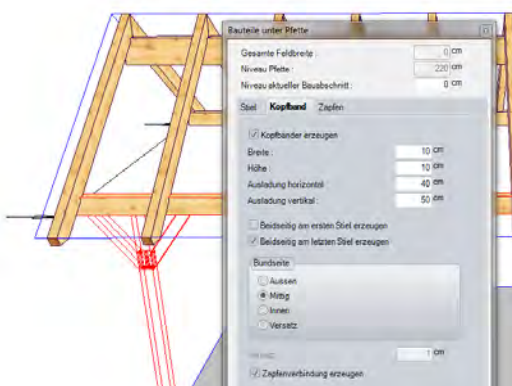 Bauteile unter Pfette
Gesamte Feldbreite : 0 cm
Niveau Pfette : 220 cm
Niveau aktueller Bauabschnitt : 0 cm
Stiel Kopfband Zapfen
Kopfbänder erzeugen
Breite : 10 cm
Höhe : 10 cm
Ausladung horizontal : 40 cm
Ausladung vertikal : 50 cm
Beidseitig am ersten Stiel erzeugen
Beidseitig am letzten Stiel erzeugen
Bundseite
Aussen
Mittig
Innen
Versatz
1 cm
Zapfenverbindung erzeugen